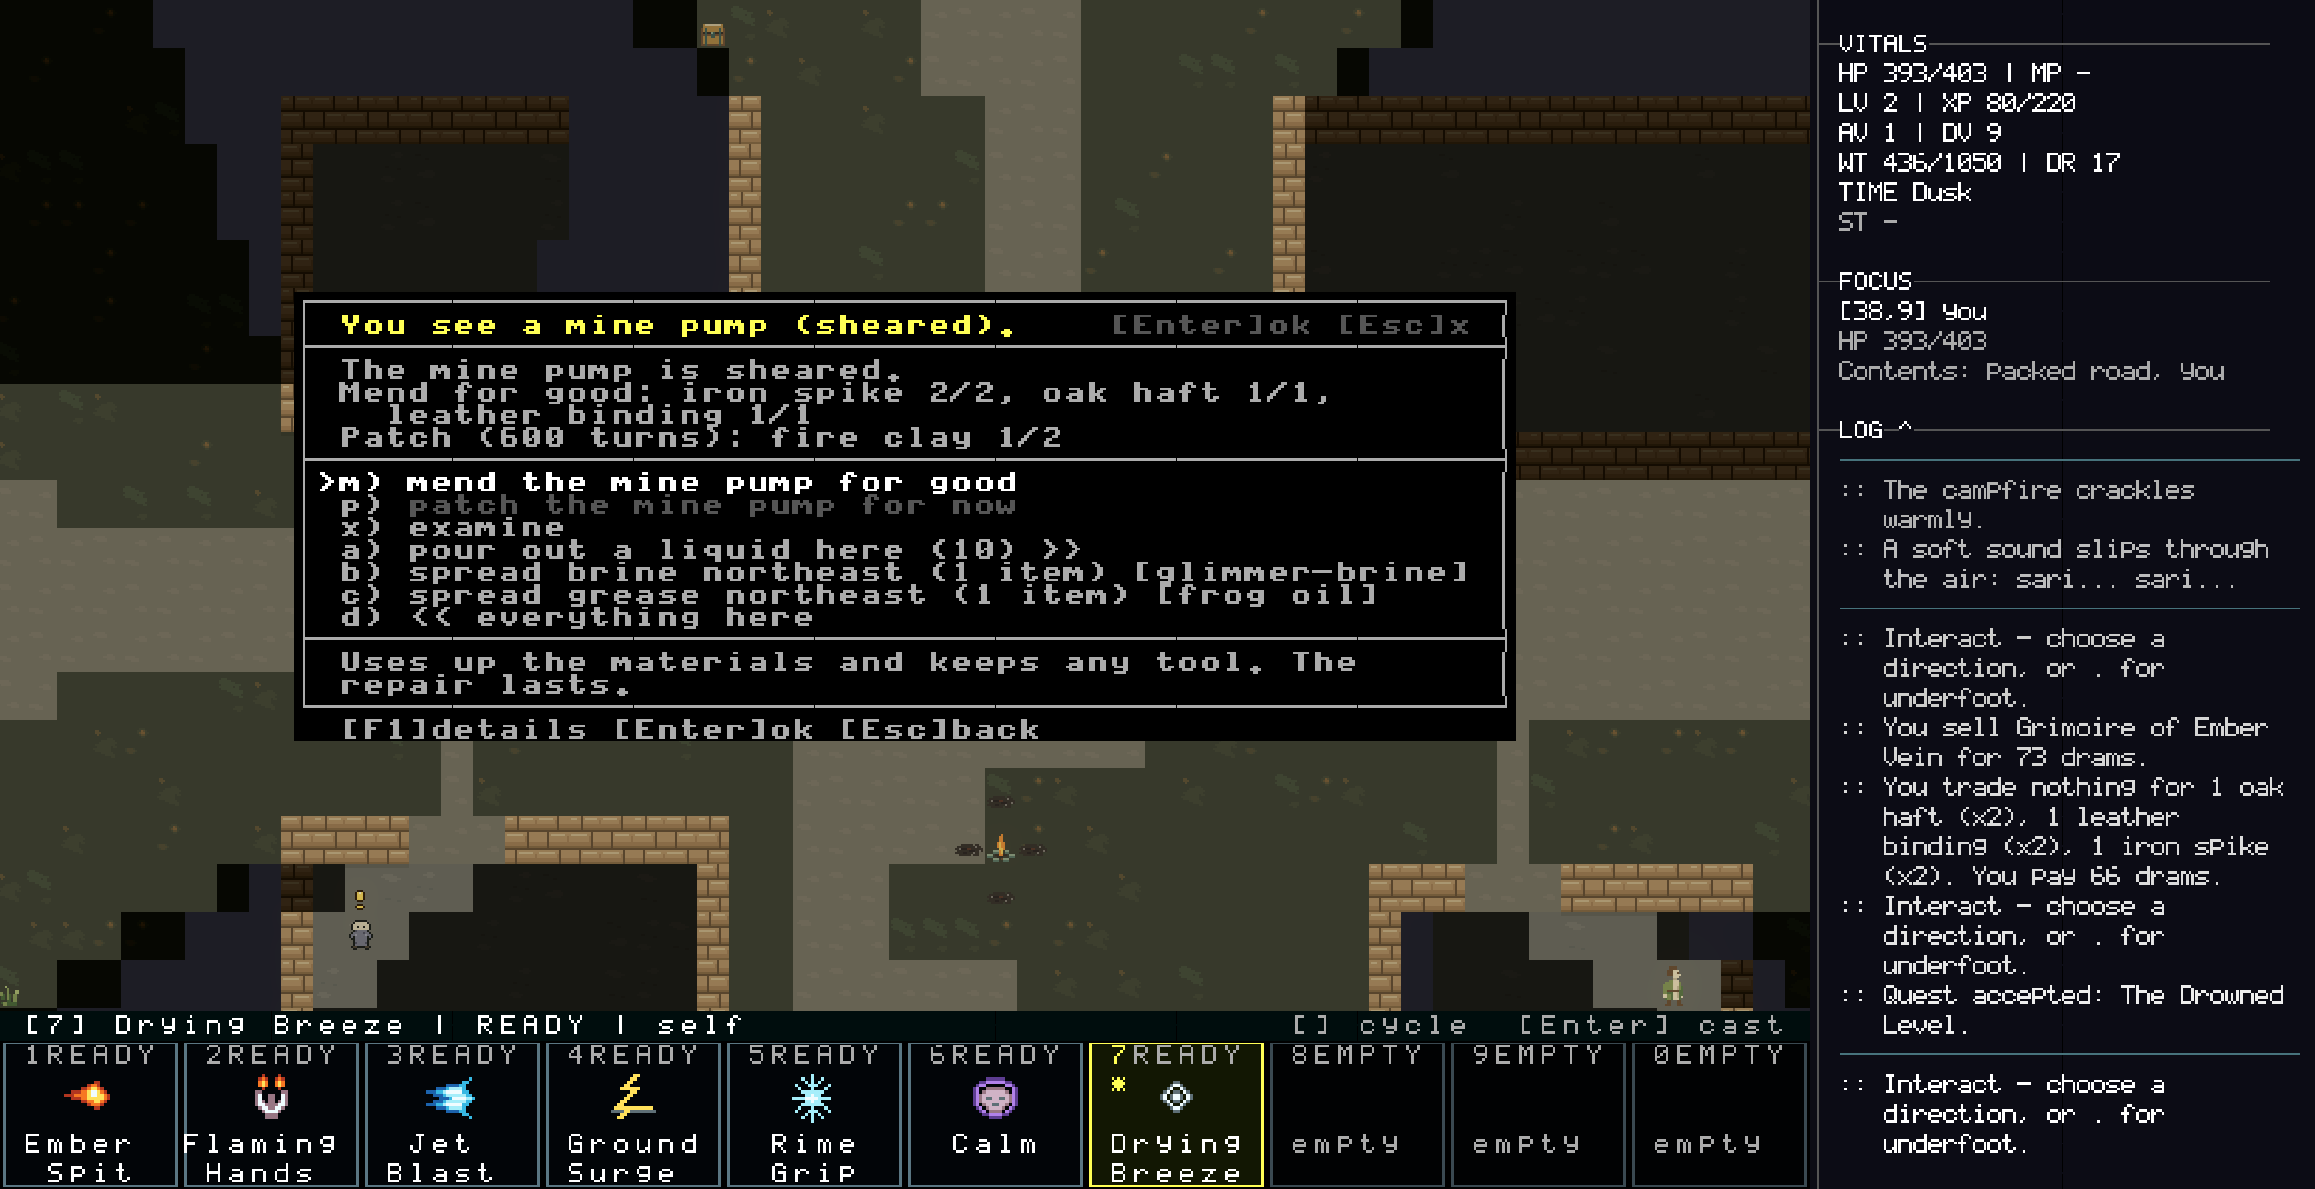 You see a mine pump (sheared). [Enter]ok [Esc]x
The mine pump is sheared.
Mend for good: iron spike 2/2, oak haft 1/1,
leather binding 1/1
Patch (600 turns): fire clay 1/2
>m) mend the mine pump for good
p) patch the mine pump for now
x) examine
a) pour out a liquid here (10) >>
b) spread brine northeast (1 item) [glimmer-brine]
c) spread grease northeast (1 item) [frog oil]
d) << everything here
Uses up the materials and keeps any tool. The
repair lasts.
[F1]details [Enter]ok [Esc]back
[7] Drying Breeze | READY | self [] cycle [Enter] cast
1READY 2READY 3READY 4READY 5READY 6READY 7READY 8EMPTY 9EMPTY 0EMPTY
*
Ember Flaming Jet Ground Rime Calm Drying empty empty empty
Spit Hands Blast Surge Grip Breeze
VITALS
HP 393/403 | MP -
LV 2 | XP 80/220
AV 1 | DV 9
WT 436/1050 | DR 17
TIME Dusk
ST -
FOCUS
[38,9] You
HP 393/403
Contents: Packed road, You
LOG ^
:: The campfire crackles
warmly.
:: A soft sound slips through
the air: sari... sari...
:: Interact - choose a
direction, or . for
underfoot.
:: You sell Grimoire of Ember
Vein for 73 drams.
:: You trade nothing for 1 oak
haft (x2), 1 leather
binding (x2), 1 iron spike
(x2). You pay 66 drams.
:: Interact - choose a
direction, or . for
underfoot.
:: Quest accepted: The Drowned
Level.
:: Interact - choose a
direction, or . for
underfoot.